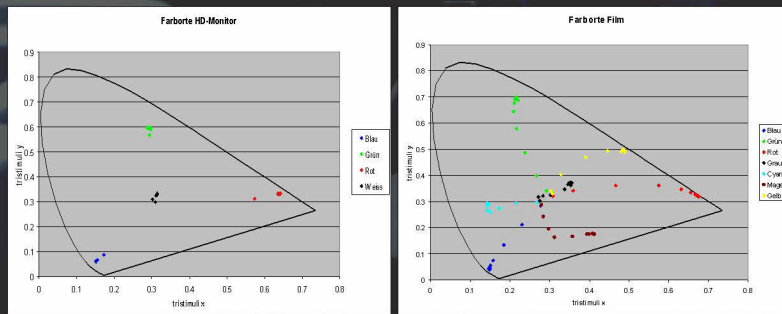 Farborte HD-Monitor
0.9
0.8
0.7
0.6
0.5
0.4
0.3
0.2
0.1
0
tristimuli y
0 0.1 0.2 0.3 0.4 0.5 0.6 0.7 0.8
tristimuli x
Blau
Grün
Rot
Weiss
Farborte Film
0.9
0.8
0.7
0.6
0.5
0.4
0.3
0.2
0.1
0
tristimuli y
0 0.1 0.2 0.3 0.4 0.5 0.6 0.7 0.8
tristimuli x
Blau
Grün
Rot
Grau
Cyan
Mage
Gelb